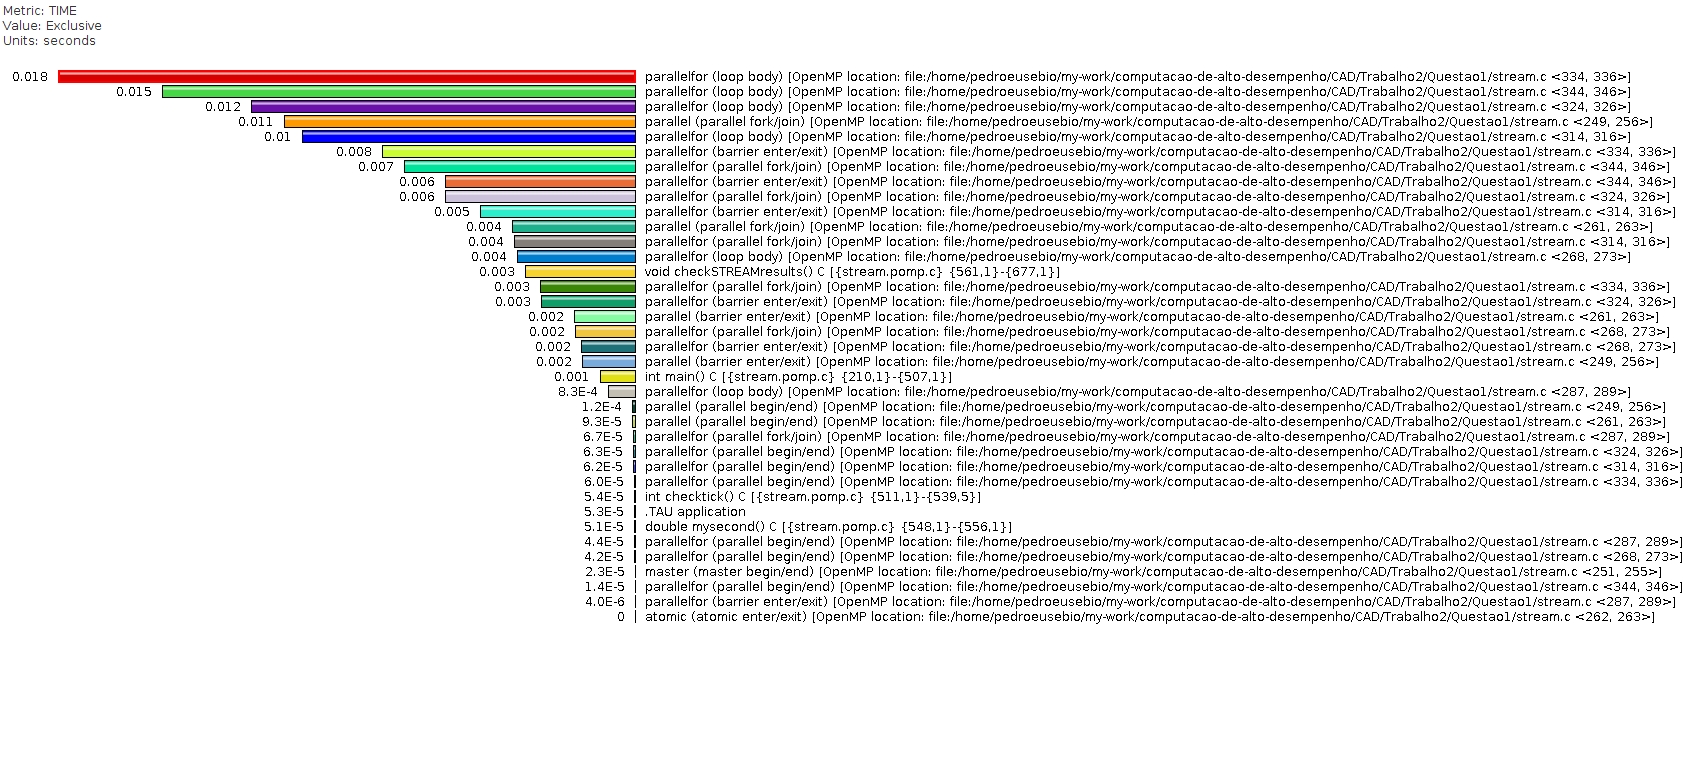 Metric: TIME
Value: Exclusive
Units: seconds
0.018 parallelfor (loop body) [OpenMP location: file:/home/pedroeusebio/my-work/computacao-de-alto-desempenho/CAD/Trabalho2/Questao1/stream.c <334, 336>]
0.015 parallelfor (loop body) [OpenMP location: file:/home/pedroeusebio/my-work/computacao-de-alto-desempenho/CAD/Trabalho2/Questao1/stream.c <344, 346>]
0.012 parallelfor (loop body) [OpenMP location: file:/home/pedroeusebio/my-work/computacao-de-alto-desempenho/CAD/Trabalho2/Questao1/stream.c <324, 326>]
0.011 parallel (parallel fork/join) [OpenMP location: file:/home/pedroeusebio/my-work/computacao-de-alto-desempenho/CAD/Trabalho2/Questao1/stream.c <249, 256>]
0.01 parallelfor (loop body) [OpenMP location: file:/home/pedroeusebio/my-work/computacao-de-alto-desempenho/CAD/Trabalho2/Questao1/stream.c <314, 316>]
0.008 parallelfor (barrier enter/exit) [OpenMP location: file:/home/pedroeusebio/my-work/computacao-de-alto-desempenho/CAD/Trabalho2/Questao1/stream.c <334, 336>]
0.007 parallelfor (parallel fork/join) [OpenMP location: file:/home/pedroeusebio/my-work/computacao-de-alto-desempenho/CAD/Trabalho2/Questao1/stream.c <344, 346>]
0.006 parallelfor (barrier enter/exit) [OpenMP location: file:/home/pedroeusebio/my-work/computacao-de-alto-desempenho/CAD/Trabalho2/Questao1/stream.c <344, 346>]
0.006 parallelfor (parallel fork/join) [OpenMP location: file:/home/pedroeusebio/my-work/computacao-de-alto-desempenho/CAD/Trabalho2/Questao1/stream.c <324, 326>]
0.005 parallelfor (barrier enter/exit) [OpenMP location: file:/home/pedroeusebio/my-work/computacao-de-alto-desempenho/CAD/Trabalho2/Questao1/stream.c <314, 316>]
0.004 parallel (parallel fork/join) [OpenMP location: file:/home/pedroeusebio/my-work/computacao-de-alto-desempenho/CAD/Trabalho2/Questao1/stream.c <261, 263>]
0.004 parallelfor (parallel fork/join) [OpenMP location: file:/home/pedroeusebio/my-work/computacao-de-alto-desempenho/CAD/Trabalho2/Questao1/stream.c <314, 316>]
0.004 parallelfor (loop body) [OpenMP location: file:/home/pedroeusebio/my-work/computacao-de-alto-desempenho/CAD/Trabalho2/Questao1/stream.c <268, 273>]
0.003 void checkSTREAMresults() C [{stream.pomp.c} {561,1}-{677,1}]
0.003 parallelfor (parallel fork/join) [OpenMP location: file:/home/pedroeusebio/my-work/computacao-de-alto-desempenho/CAD/Trabalho2/Questao1/stream.c <334, 336>]
0.003 parallelfor (barrier enter/exit) [OpenMP location: file:/home/pedroeusebio/my-work/computacao-de-alto-desempenho/CAD/Trabalho2/Questao1/stream.c <324, 326>]
0.002 parallel (barrier enter/exit) [OpenMP location: file:/home/pedroeusebio/my-work/computacao-de-alto-desempenho/CAD/Trabalho2/Questao1/stream.c <261, 263>]
0.002 parallelfor (parallel fork/join) [OpenMP location: file:/home/pedroeusebio/my-work/computacao-de-alto-desempenho/CAD/Trabalho2/Questao1/stream.c <268, 273>]
0.002 parallelfor (barrier enter/exit) [OpenMP location: file:/home/pedroeusebio/my-work/computacao-de-alto-desempenho/CAD/Trabalho2/Questao1/stream.c <268, 273>]
0.002 parallel (barrier enter/exit) [OpenMP location: file:/home/pedroeusebio/my-work/computacao-de-alto-desempenho/CAD/Trabalho2/Questao1/stream.c <249, 256>]
0.001 int main() C [{stream.pomp.c} {210,1}-{507,1}]
8.3E-4 parallelfor (loop body) [OpenMP location: file:/home/pedroeusebio/my-work/computacao-de-alto-desempenho/CAD/Trabalho2/Questao1/stream.c <287, 289>]
1.2E-4 parallel (parallel begin/end) [OpenMP location: file:/home/pedroeusebio/my-work/computacao-de-alto-desempenho/CAD/Trabalho2/Questao1/stream.c <249, 256>]
9.3E-5 parallel (parallel begin/end) [OpenMP location: file:/home/pedroeusebio/my-work/computacao-de-alto-desempenho/CAD/Trabalho2/Questao1/stream.c <261, 263>]
6.7E-5 parallelfor (parallel fork/join) [OpenMP location: file:/home/pedroeusebio/my-work/computacao-de-alto-desempenho/CAD/Trabalho2/Questao1/stream.c <287, 289>]
6.3E-5 parallelfor (parallel begin/end) [OpenMP location: file:/home/pedroeusebio/my-work/computacao-de-alto-desempenho/CAD/Trabalho2/Questao1/stream.c <324, 326>]
6.2E-5 parallelfor (parallel begin/end) [OpenMP location: file:/home/pedroeusebio/my-work/computacao-de-alto-desempenho/CAD/Trabalho2/Questao1/stream.c <314, 316>]
6.0E-5 parallelfor (parallel begin/end) [OpenMP location: file:/home/pedroeusebio/my-work/computacao-de-alto-desempenho/CAD/Trabalho2/Questao1/stream.c <334, 336>]
5.4E-5 int checktick() C [{stream.pomp.c} {511,1}-{539,5}]
5.3E-5 .TAU application
5.1E-5 double mysecond() C [{stream.pomp.c} {548,1}-{556,1}]
4.4E-5 parallelfor (parallel begin/end) [OpenMP location: file:/home/pedroeusebio/my-work/computacao-de-alto-desempenho/CAD/Trabalho2/Questao1/stream.c <287, 289>]
4.2E-5 parallelfor (parallel begin/end) [OpenMP location: file:/home/pedroeusebio/my-work/computacao-de-alto-desempenho/CAD/Trabalho2/Questao1/stream.c <268, 273>]
2.3E-5 master (master begin/end) [OpenMP location: file:/home/pedroeusebio/my-work/computacao-de-alto-desempenho/CAD/Trabalho2/Questao1/stream.c <251, 255>]
1.4E-5 parallelfor (parallel begin/end) [OpenMP location: file:/home/pedroeusebio/my-work/computacao-de-alto-desempenho/CAD/Trabalho2/Questao1/stream.c <344, 346>]
4.0E-6 parallelfor (barrier enter/exit) [OpenMP location: file:/home/pedroeusebio/my-work/computacao-de-alto-desempenho/CAD/Trabalho2/Questao1/stream.c <287, 289>]
0 atomic (atomic enter/exit) [OpenMP location: file:/home/pedroeusebio/my-work/computacao-de-alto-desempenho/CAD/Trabalho2/Questao1/stream.c <262, 263>]